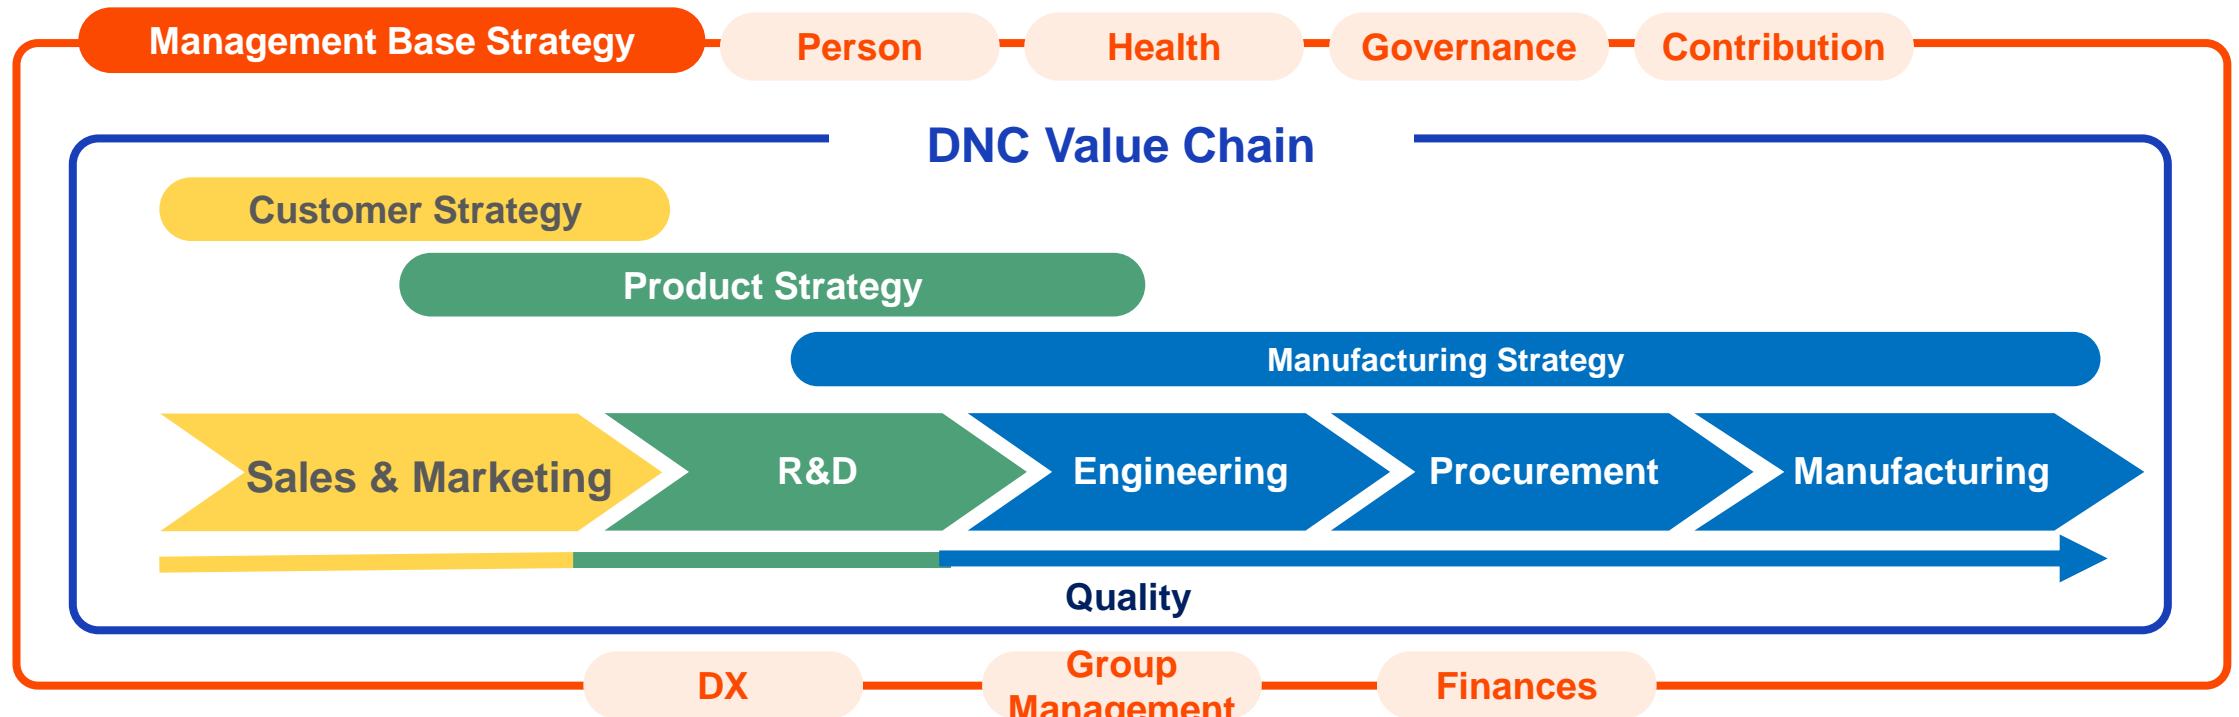 Management Base Strategy
Person
Health
Governance
Contribution
DNC Value Chain
Customer Strategy
Product Strategy
Manufacturing Strategy
Sales & Marketing
R&D
Engineering
Procurement
Manufacturing
Quality
DX
Group
Management
Finances